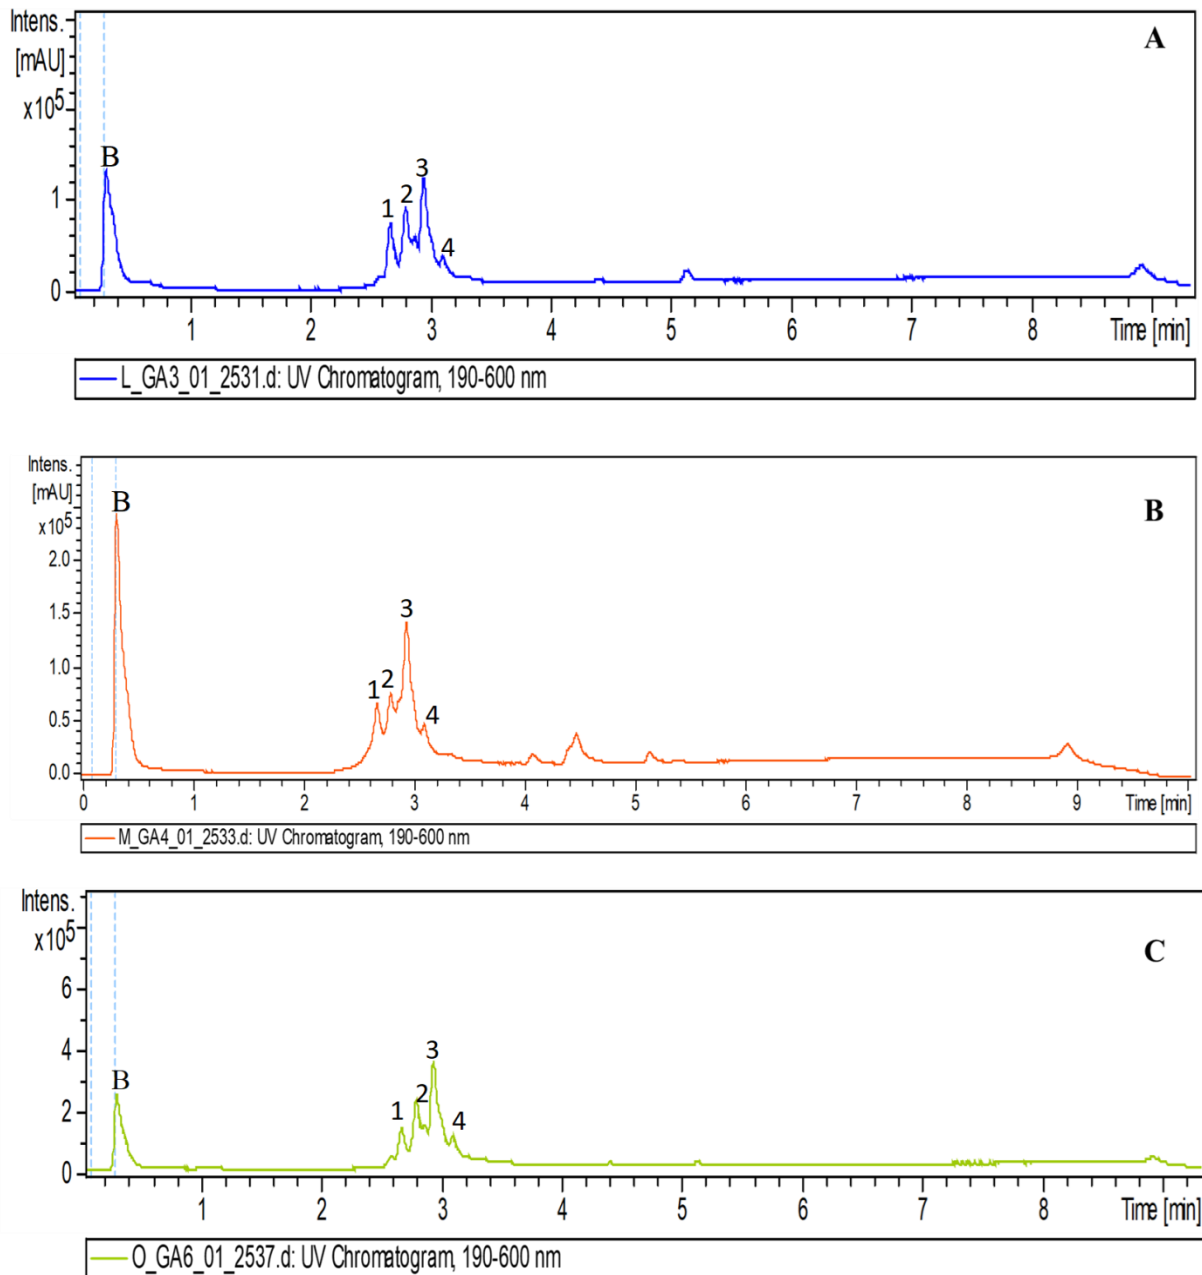 Intens.
[mAU]
x10^5
A
B
1
2
3
4
1
0
1 2 3 4 5 6 7 8 Time [min]
L_GA3_01_2531.d: UV Chromatogram, 190-600 nm
Intens.
[mAU]
x10^5
B
B
2.0
1.5
1.0
0.5
0.0
1
2
3
4
0 1 2 3 4 5 6 7 8 9 Time [min]
M_GA4_01_2533.d: UV Chromatogram, 190-600 nm
Intens.
x10^5
C
6
4
2
0
B
1
2
3
4
1 2 3 4 5 6 7 8 Time [min]
O_GA6_01_2537.d: UV Chromatogram, 190-600 nm